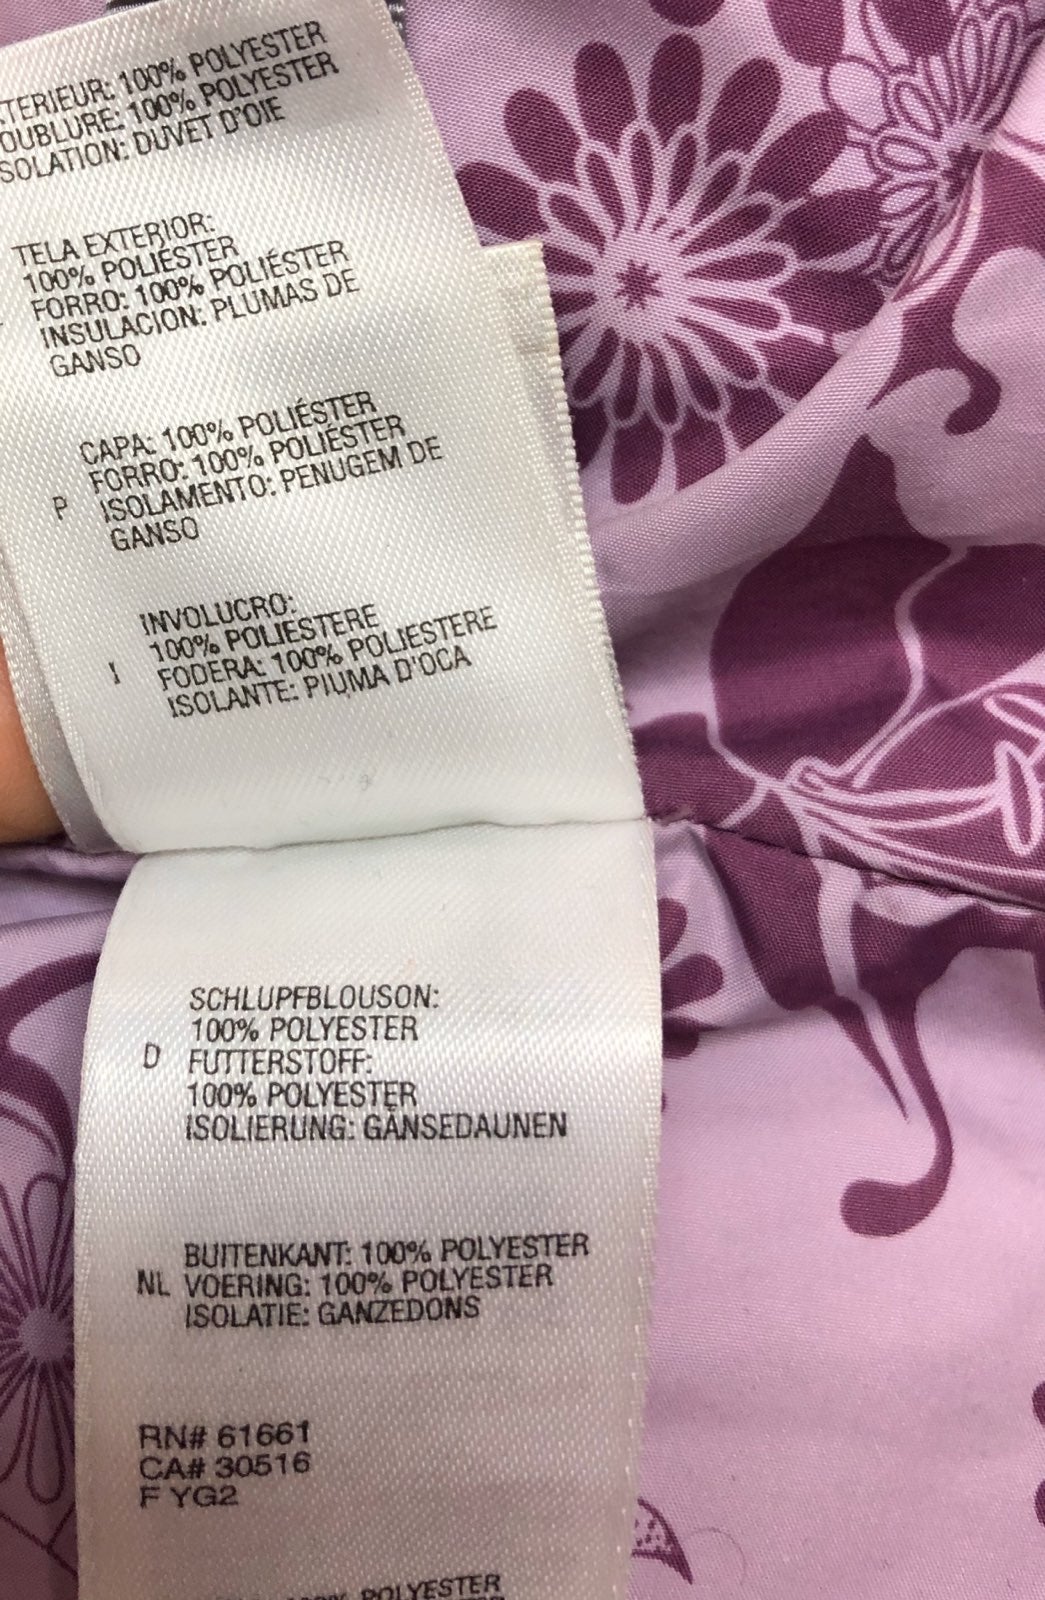 TERIEUR: 100% POLYESTER
OUBLURE: 100% POLYESTER
SOLATION: DUVET D'OIE
TELA EXTERIOR:
100% POLIÉSTER
FORRO: 100% POLIÉSTER
INSULACION: PLUMAS DE
GANSO
CAPA: 100% POLIÉSTER
FORRO: 100% POLIÉSTER
P ISOLAMENTO: PENUGEM DE
GANSO
INVOLUCRO:
100% POLIESTERE
I FODERA: 100% POLIESTERE
ISOLANTE: PIUMA D'OCA
SCHLUPFBLOUSON:
100% POLYESTER
D FUTTERSTOFF:
100% POLYESTER
ISOLIERUNG: GÄNSEDAUNEN
BUITENKANT: 100% POLYESTER
NL VOERING: 100% POLYESTER
ISOLATIE: GANZEDONS
RN# 61661
CA# 30516
F YG2
POLYESTER